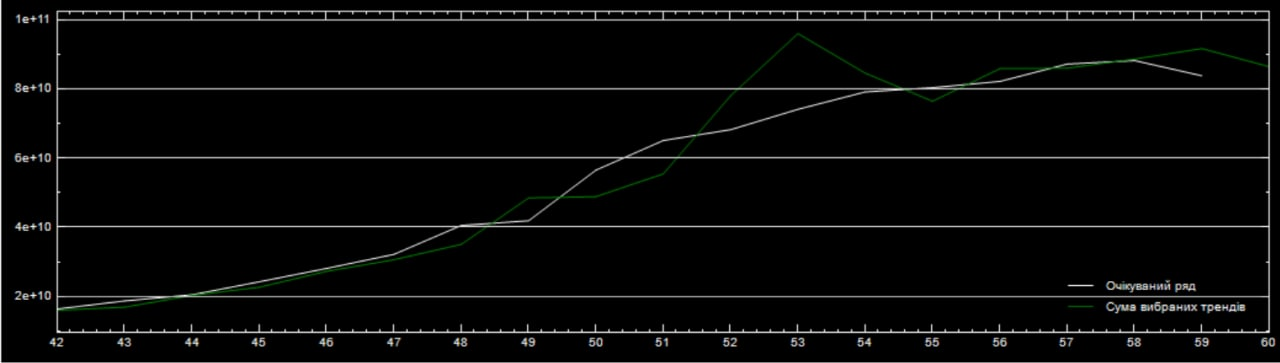 1e+11
8e+10
6e+10
4e+10
2e+10
Очікуваний ряд
Сума вибраних трендів
42 43 44 45 46 47 48 49 50 51 52 53 54 55 56 57 58 59 60